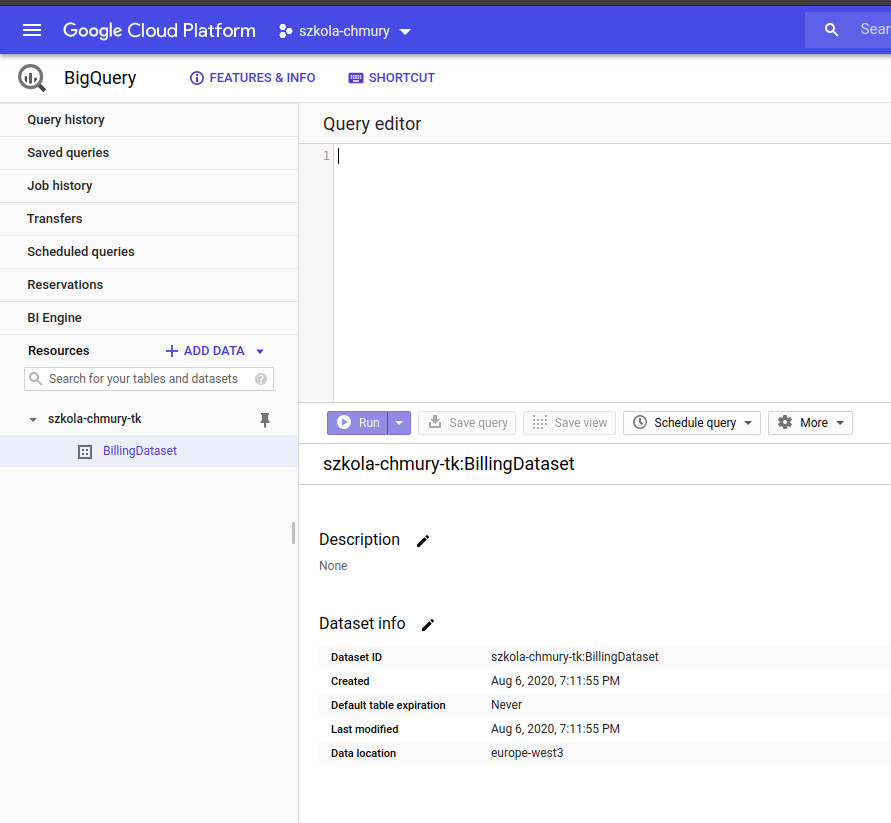 Google Cloud Platform szkola-chmury
BigQuery FEATURES & INFO SHORTCUT
Query history
Saved queries
Job history
Transfers
Scheduled queries
Reservations
BI Engine
Resources ADD DATA
Search for your tables and datasets ?
szkola-chmury-tk
BillingDataset
Query editor
1
Run Save query Save view Schedule query More
szkola-chmury-tk:BillingDataset
Description
None
Dataset info
Dataset ID szkola-chmury-tk:BillingDataset
Created Aug 6, 2020, 7:11:55 PM
Default table expiration Never
Last modified Aug 6, 2020, 7:11:55 PM
Data location europe-west3